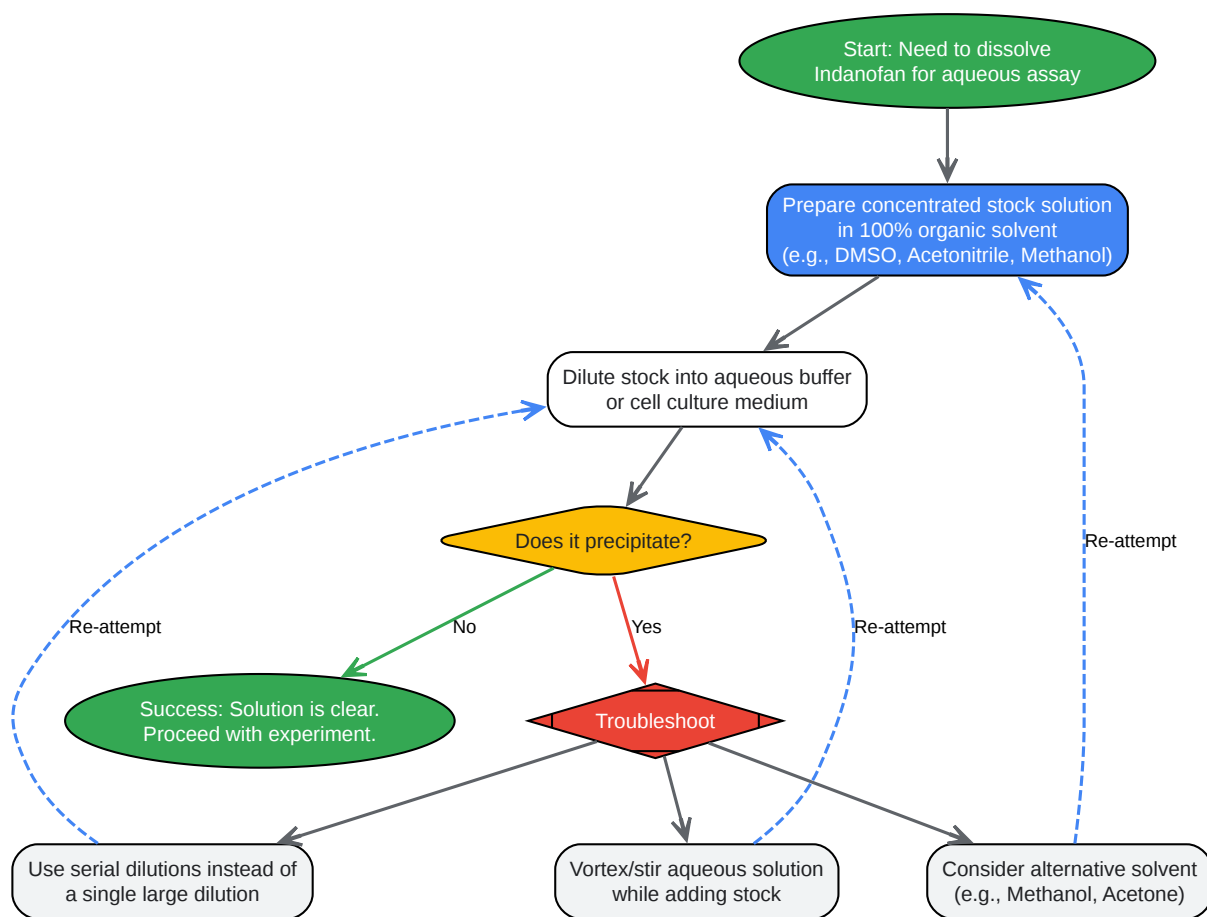 Start: Need to dissolve
Indanofan for aqueous assay
Prepare concentrated stock solution
in 100% organic solvent
(e.g., DMSO, Acetonitrile, Methanol)
Dilute stock into aqueous buffer
or cell culture medium
Does it precipitate?
Re-attempt
Re-attempt
Re-attempt
No
Yes
Success: Solution is clear.
Proceed with experiment.
Troubleshoot
Use serial dilutions instead of
a single large dilution
Vortex/stir aqueous solution
while adding stock
Consider alternative solvent
(e.g., Methanol, Acetone)